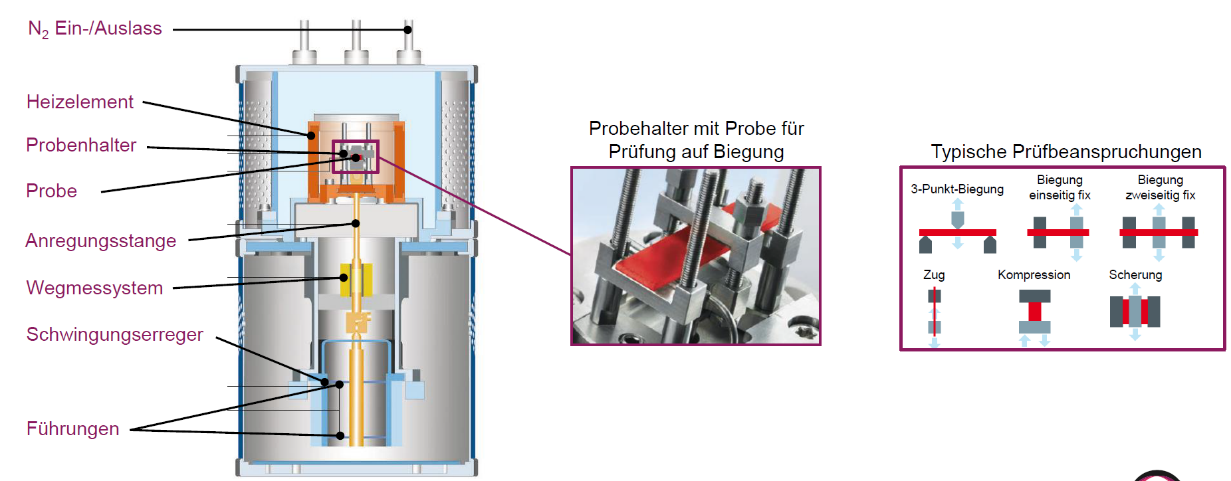 N₂ Ein-/Auslass
Heizelement
Probenhalter
Probe
Anregungsstange
Wegmessystem
Schwingungserreger
Führungen
Probehalter mit Probe für
Prüfung auf Biegung
Typische Prüfbeanspruchungen
3-Punkt-Biegung
Biegung
einseitig fix
Biegung
zweiseitig fix
Zug
Kompression
Scherung